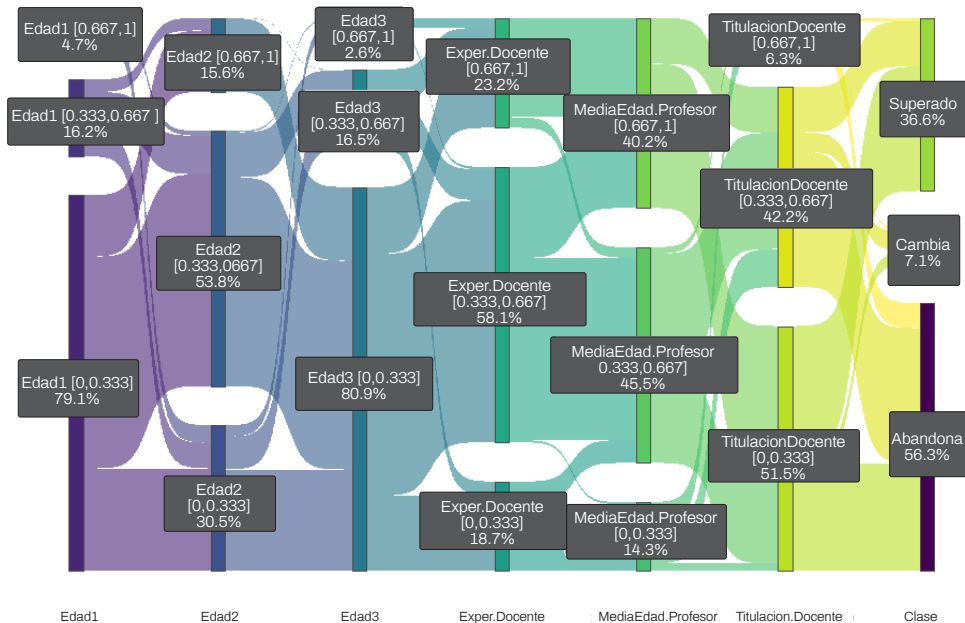 Edad1 [0.667,1]
4.7%
Edad1 [0.333,0.667 ]
16.2%
Edad1 [0,0.333]
79.1%
Edad2 [0.667,1]
15.6%
Edad2
[0.333,0667]
53.8%
Edad2
[0,0.333]
30.5%
Edad3
[0.667,1]
2.6%
Edad3
[0.333,0.667]
16.5%
Edad3 [0,0.333]
80.9%
Exper.Docente
[0.667,1]
23.2%
Exper.Docente
[0.333,0.667]
58.1%
Exper.Docente
[0,0.333]
18.7%
MediaEdad.Profesor
[0.667,1]
40.2%
MediaEdad.Profesor
0.333,0.667]
45,5%
MediaEdad.Profesor
[0,0.333]
14.3%
TitulacionDocente
[0.667,1]
6.3%
TitulacionDocente
[0.333,0.667]
42.2%
TitulacionDocente
[0,0.333]
51.5%
Superado
36.6%
Cambia
7.1%
Abandona
56.3%
Edad1
Edad2
Edad3
Exper.Docente
MediaEdad.Profesor
Titulacion.Docente
Clase